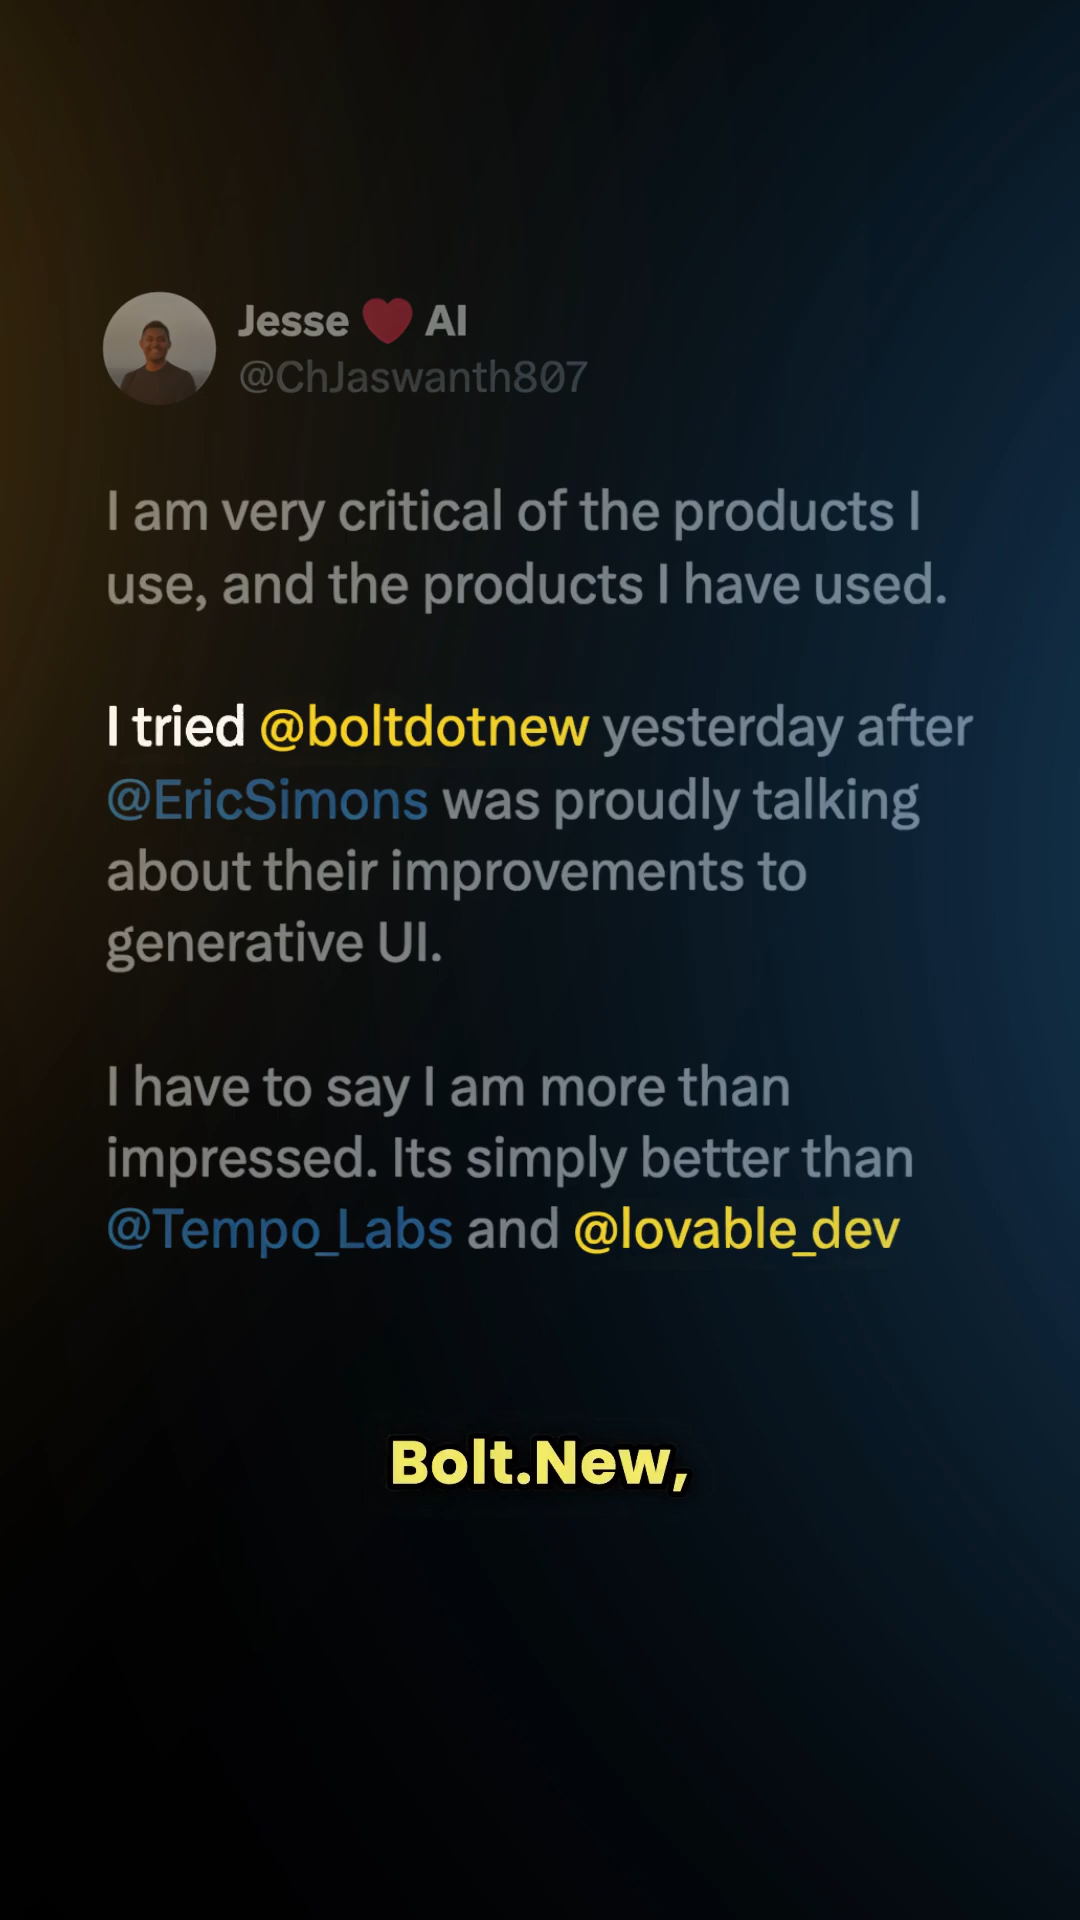 Jesse ❤️ AI
@ChJaswanth807
I am very critical of the products I
use, and the products I have used.
I tried @boltdotnew yesterday after
@EricSimons was proudly talking
about their improvements to
generative UI.
I have to say I am more than
impressed. Its simply better than
@Tempo_Labs and @lovable_dev
Bolt.New,